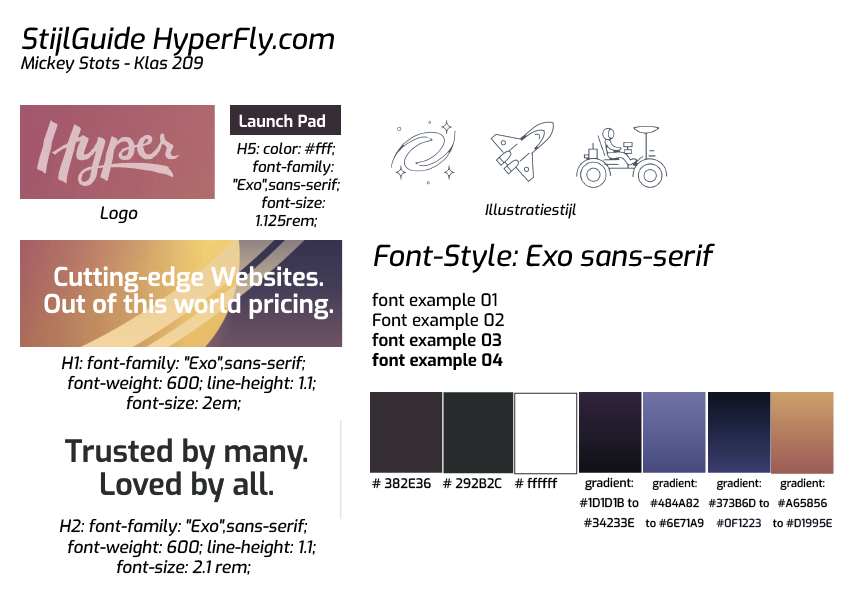 StijlGuide HyperFly.com
Mickey Stots - Klas 209
Hyper
Logo
Launch Pad
H5: color: #fff;
font-family:
"Exo",sans-serif;
font-size:
1.125rem;
Illustratiestijl
Cutting-edge Websites.
Out of this world pricing.
H1: font-family: "Exo",sans-serif;
font-weight: 600; line-height: 1.1;
font-size: 2em;
Trusted by many.
Loved by all.
H2: font-family: "Exo",sans-serif;
font-weight: 600; line-height: 1.1;
font-size: 2.1 rem;
Font-Style: Exo sans-serif
font example 01
Font example 02
font example 03
font example 04
# 382E36
# 292B2C
# ffffff
gradient:
#1D1D1B to
#34233E
gradient:
#484A82
to #6E71A9
gradient:
#373B6D to
#0F1223
gradient:
#A65856
to #D1995E